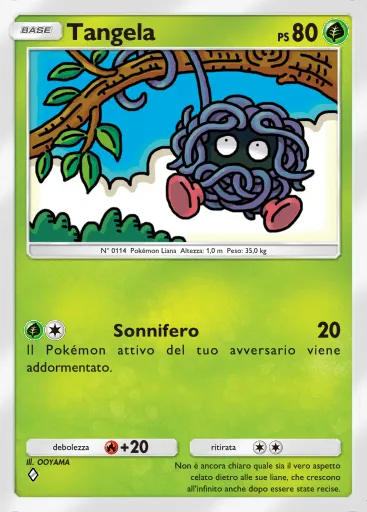 BASE Tangela PS 80
N° 0114 Pokémon Liana Altezza: 1,0 m Peso: 35,0 kg
Sonnifero 20
Il Pokémon attivo del tuo avversario viene
addormentato.
debolezza +20 ritirata
Ill. OOYAMA
Non è ancora chiaro quale sia il vero aspetto
celato dietro alle sue liane, che crescono
all'infinito anche dopo essere state recise.